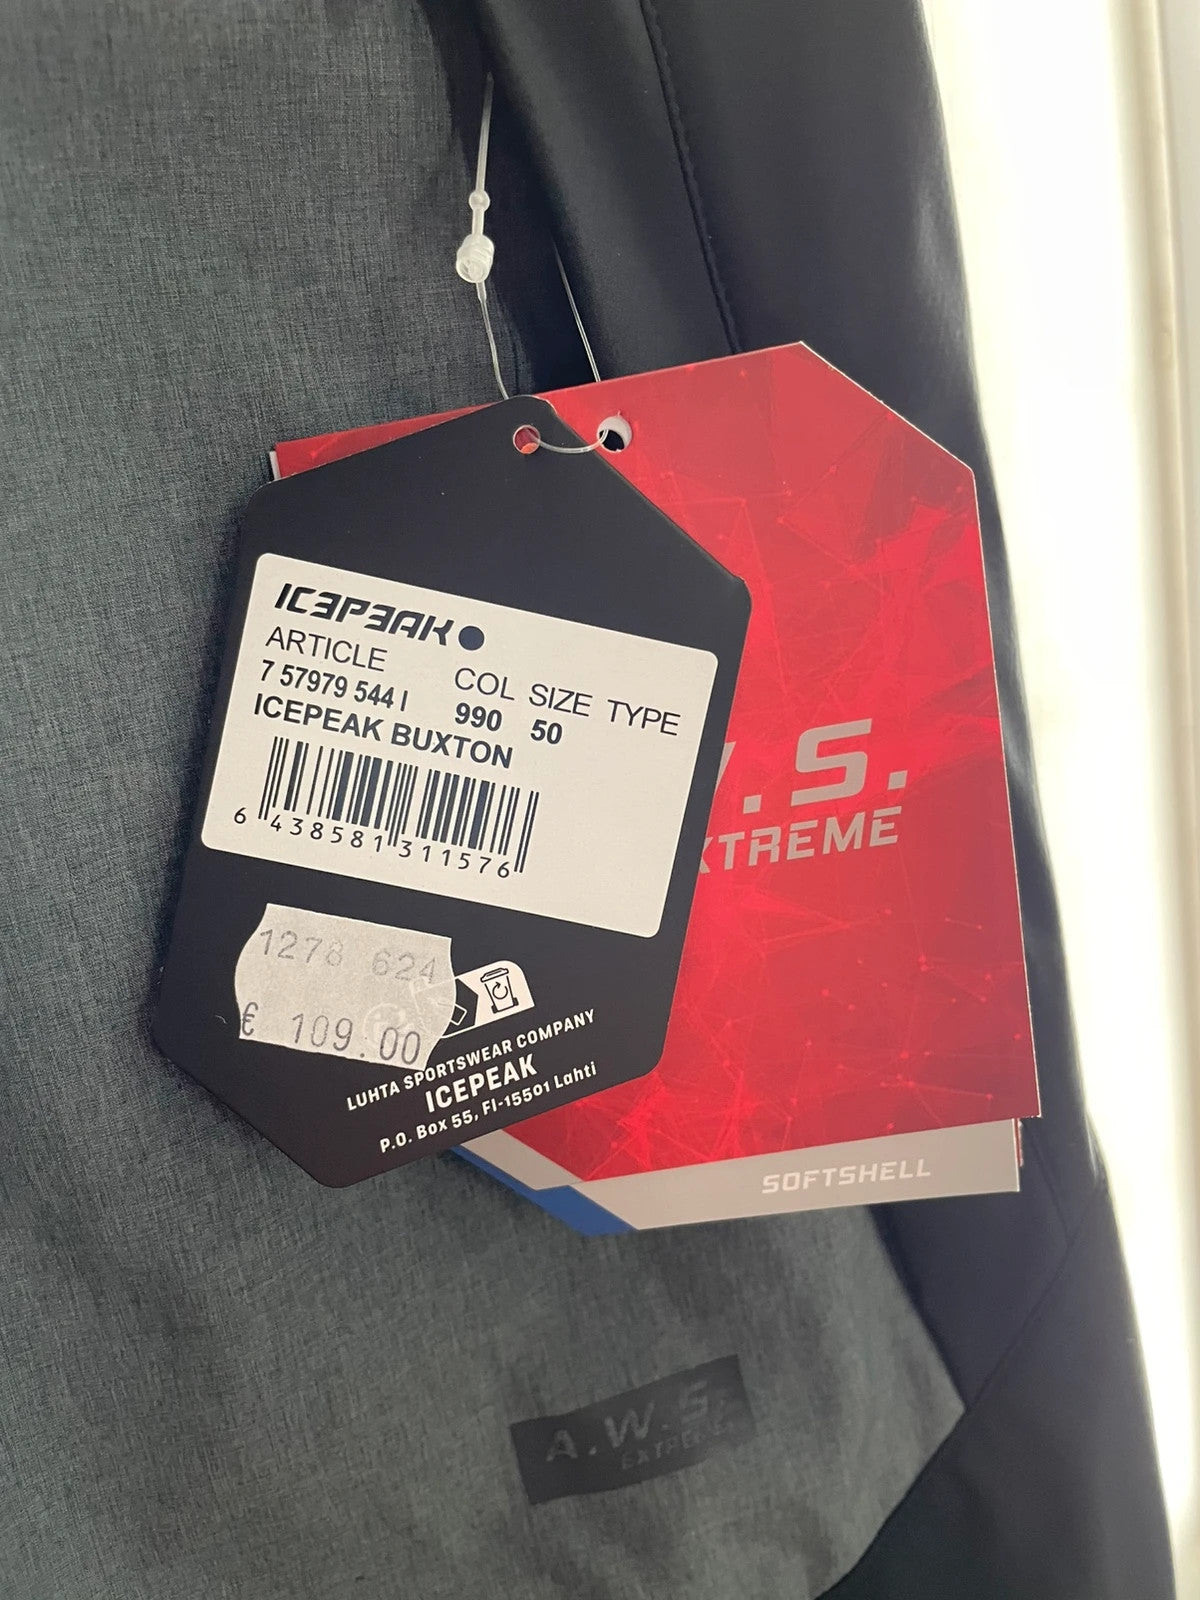 ICEPEAK
ARTICLE COL SIZE TYPE
7 57979 544 I 990 50
ICEPEAK BUXTON
6 438581 311576
1278 624
€ 109.00
LUHTA SPORTSWEAR COMPANY
ICEPEAK
P.O. Box 55, FI-15501 Lahti
.S.
XTREME
SOFTSHELL
A.W.S.
EXTREME